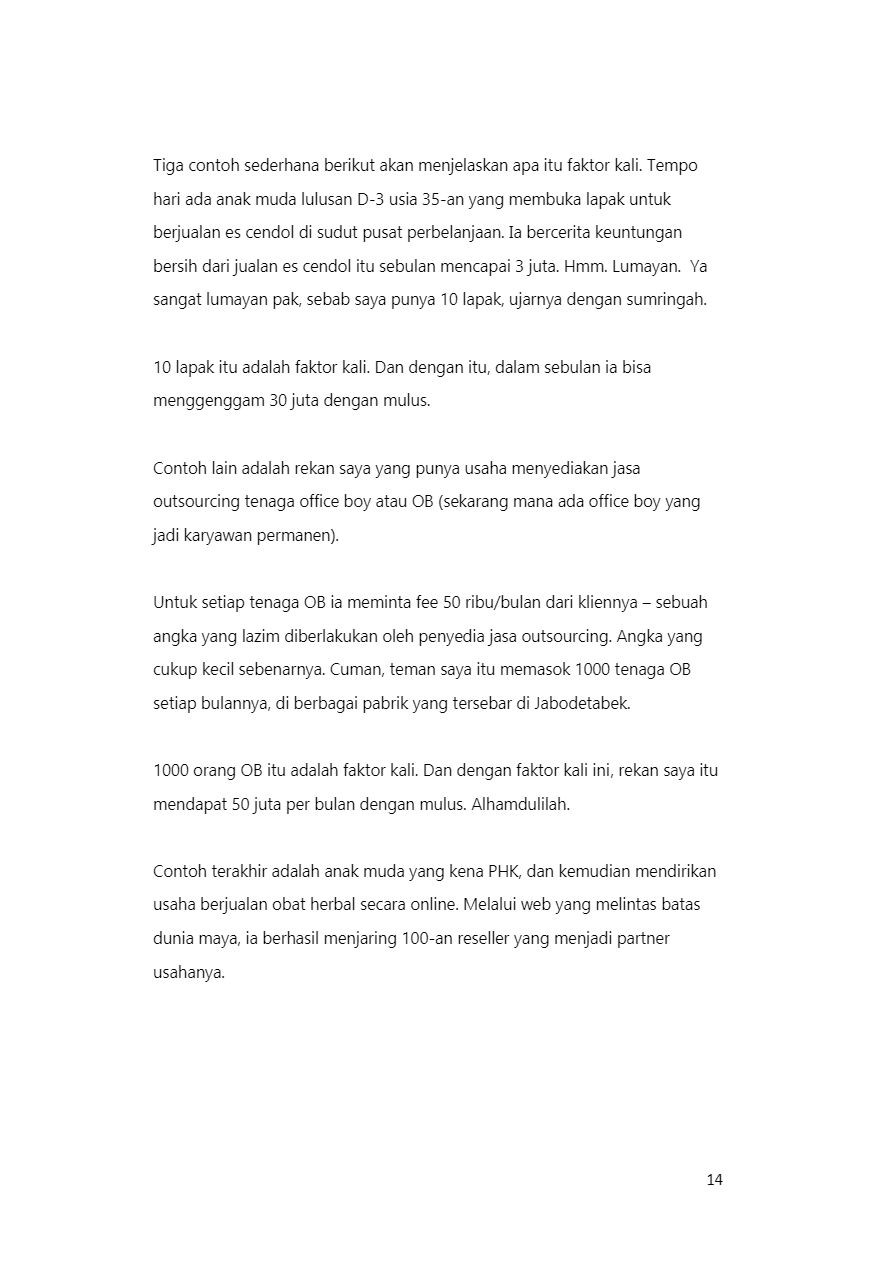 Tiga contoh sederhana berikut akan menjelaskan apa itu faktor kali. Tempo
hari ada anak muda lulusan D-3 usia 35-an yang membuka lapak untuk
berjualan es cendol di sudut pusat perbelanjaan. Ia bercerita keuntungan
bersih dari jualan es cendol itu sebulan mencapai 3 juta. Hmm. Lumayan.  Ya
sangat lumayan pak, sebab saya punya 10 lapak, ujarnya dengan sumringah.
10 lapak itu adalah faktor kali. Dan dengan itu, dalam sebulan ia bisa
menggenggam 30 juta dengan mulus.
Contoh lain adalah rekan saya yang punya usaha menyediakan jasa
outsourcing tenaga office boy atau OB (sekarang mana ada office boy yang
jadi karyawan permanen).
Untuk setiap tenaga OB ia meminta fee 50 ribu/bulan dari kliennya – sebuah
angka yang lazim diberlakukan oleh penyedia jasa outsourcing. Angka yang
cukup kecil sebenarnya. Cuman, teman saya itu memasok 1000 tenaga OB
setiap bulannya, di berbagai pabrik yang tersebar di Jabodetabek.
1000 orang OB itu adalah faktor kali. Dan dengan faktor kali ini, rekan saya itu
mendapat 50 juta per bulan dengan mulus. Alhamdulilah.
Contoh terakhir adalah anak muda yang kena PHK, dan kemudian mendirikan
usaha berjualan obat herbal secara online. Melalui web yang melintas batas
dunia maya, ia berhasil menjaring 100-an reseller yang menjadi partner
usahanya.
14